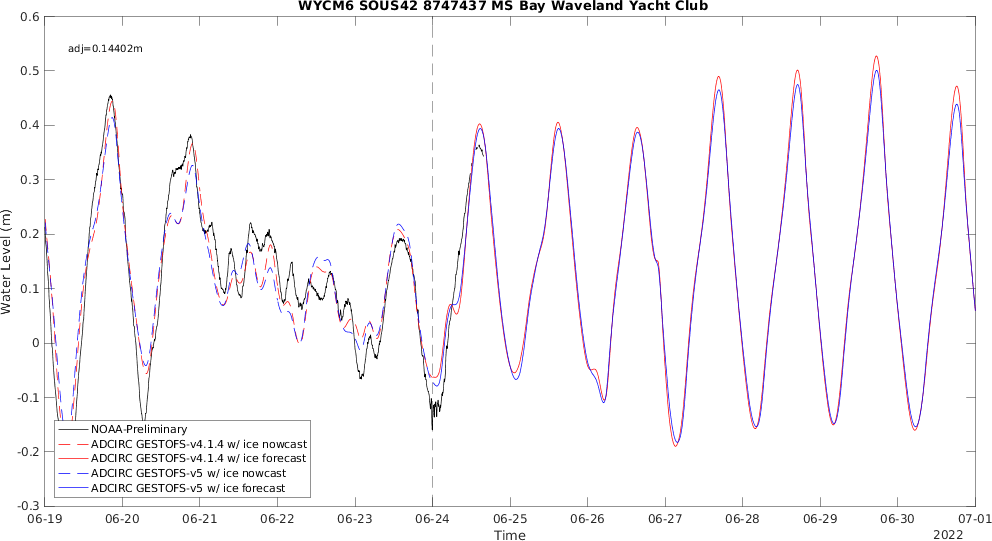 WYCM6 SOUS42 8747437 MS Bay Waveland Yacht Club
adj=0.14402m
0.6
0.5
0.4
0.3
0.2
0.1
0
-0.1
-0.2
-0.3
Water Level (m)
NOAA-Preliminary
ADCIRC GESTOFS-v4.1.4 w/ ice nowcast
ADCIRC GESTOFS-v4.1.4 w/ ice forecast
ADCIRC GESTOFS-v5 w/ ice nowcast
ADCIRC GESTOFS-v5 w/ ice forecast
06-19 06-20 06-21 06-22 06-23 06-24 06-25 06-26 06-27 06-28 06-29 06-30 07-01
Time
2022